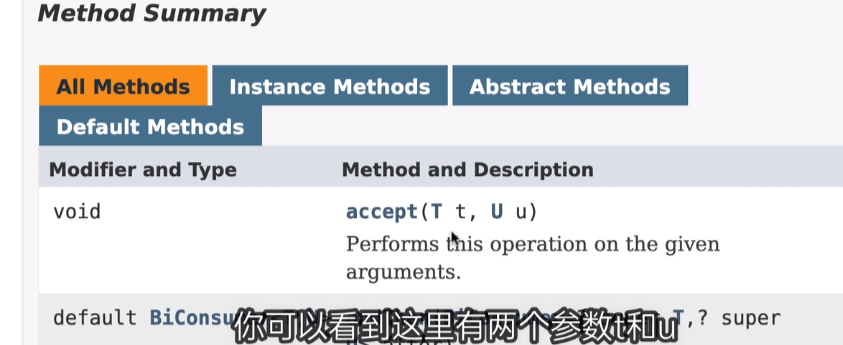 Method Summary
All Methods Instance Methods Abstract Methods
Default Methods
Modifier and Type Method and Description
void accept(T t, U u)
Performs this operation on the given
arguments.
default BiConsu T,? super
你可以看到这里有两个参数t和u